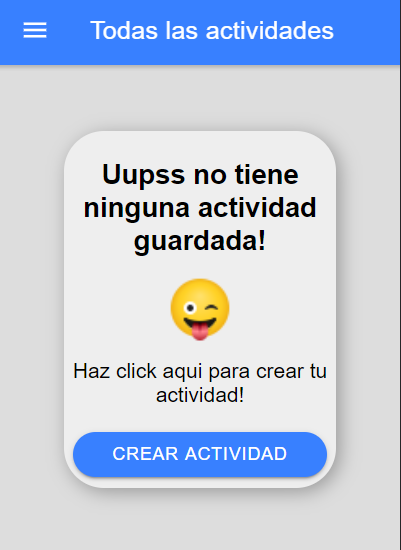 Todas las actividades
Uupss no tiene
ninguna actividad
guardada!
Haz click aqui para crear tu
actividad!
CREAR ACTIVIDAD